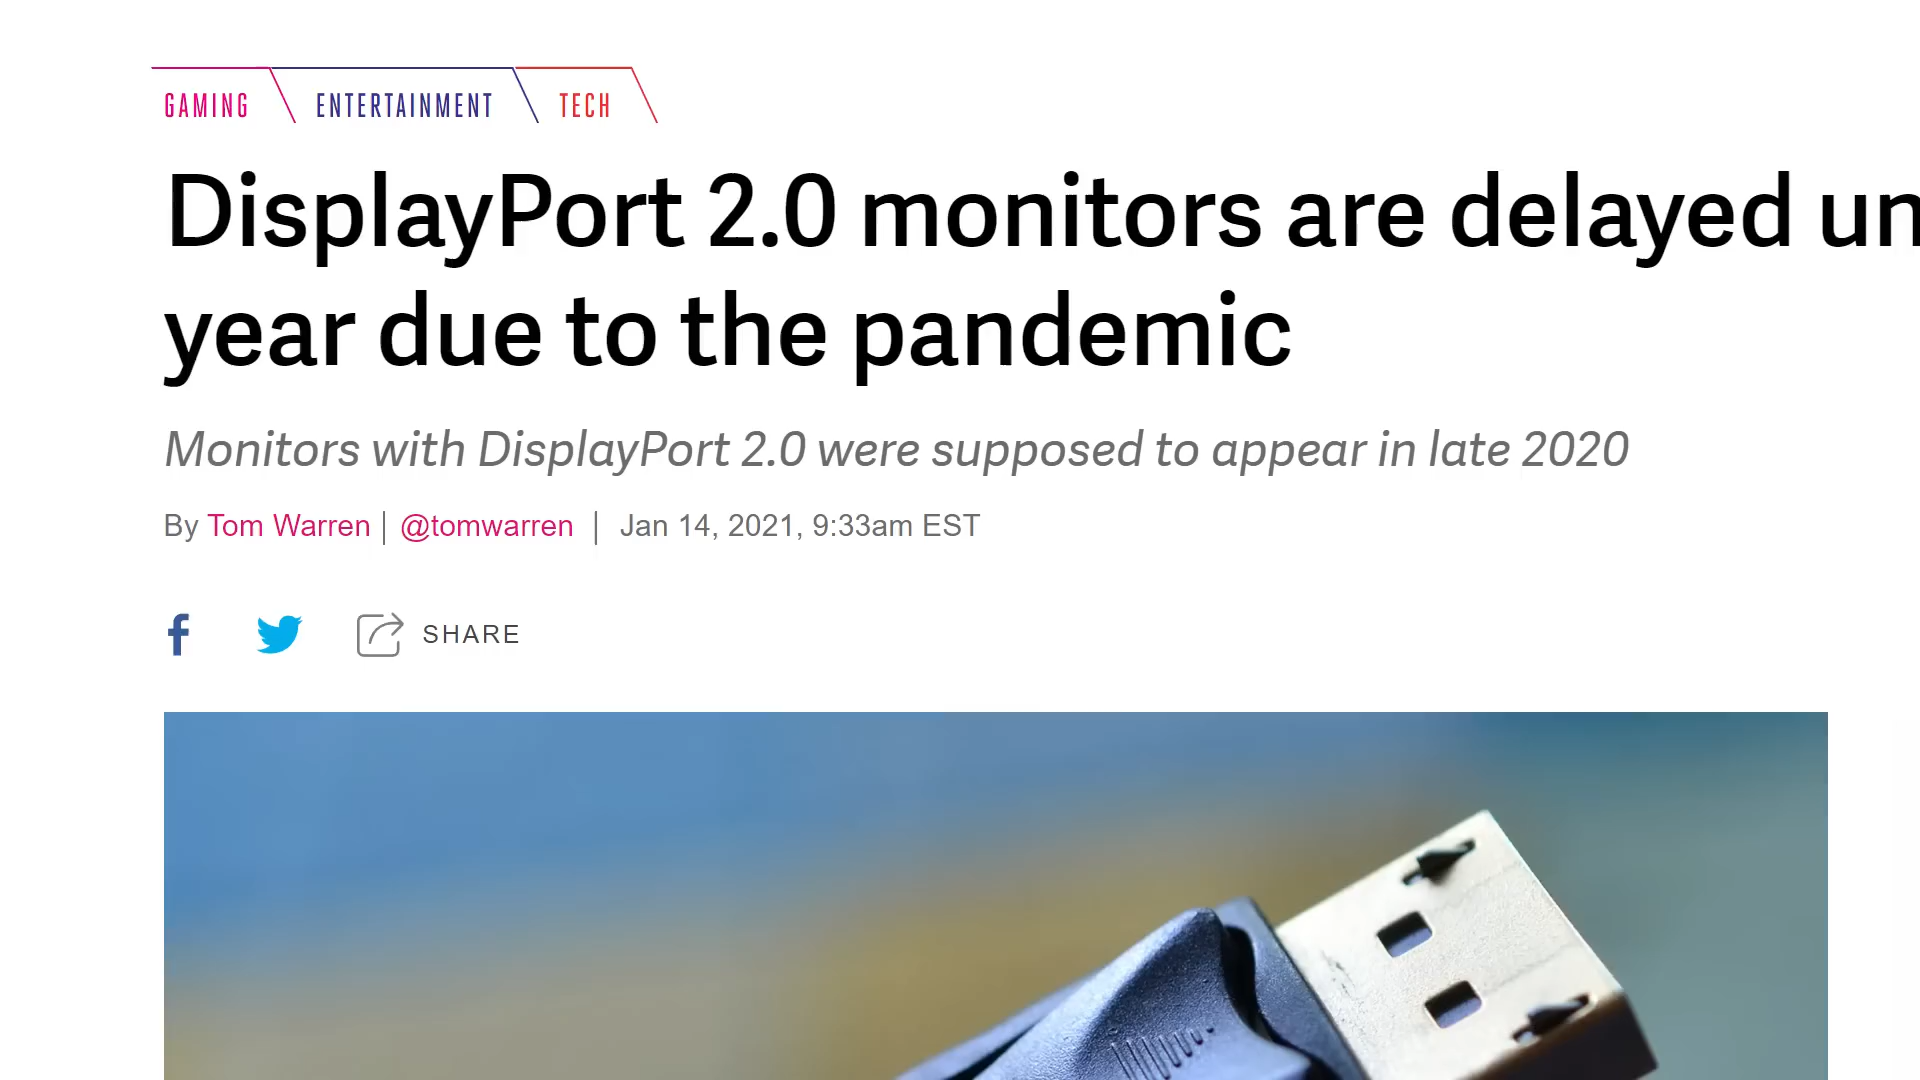 GAMING ENTERTAINMENT TECH
DisplayPort 2.0 monitors are delayed
year due to the pandemic
Monitors with DisplayPort 2.0 were supposed to appear in late 2020
By Tom Warren | @tomwarren | Jan 14, 2021, 9:33am EST
SHARE